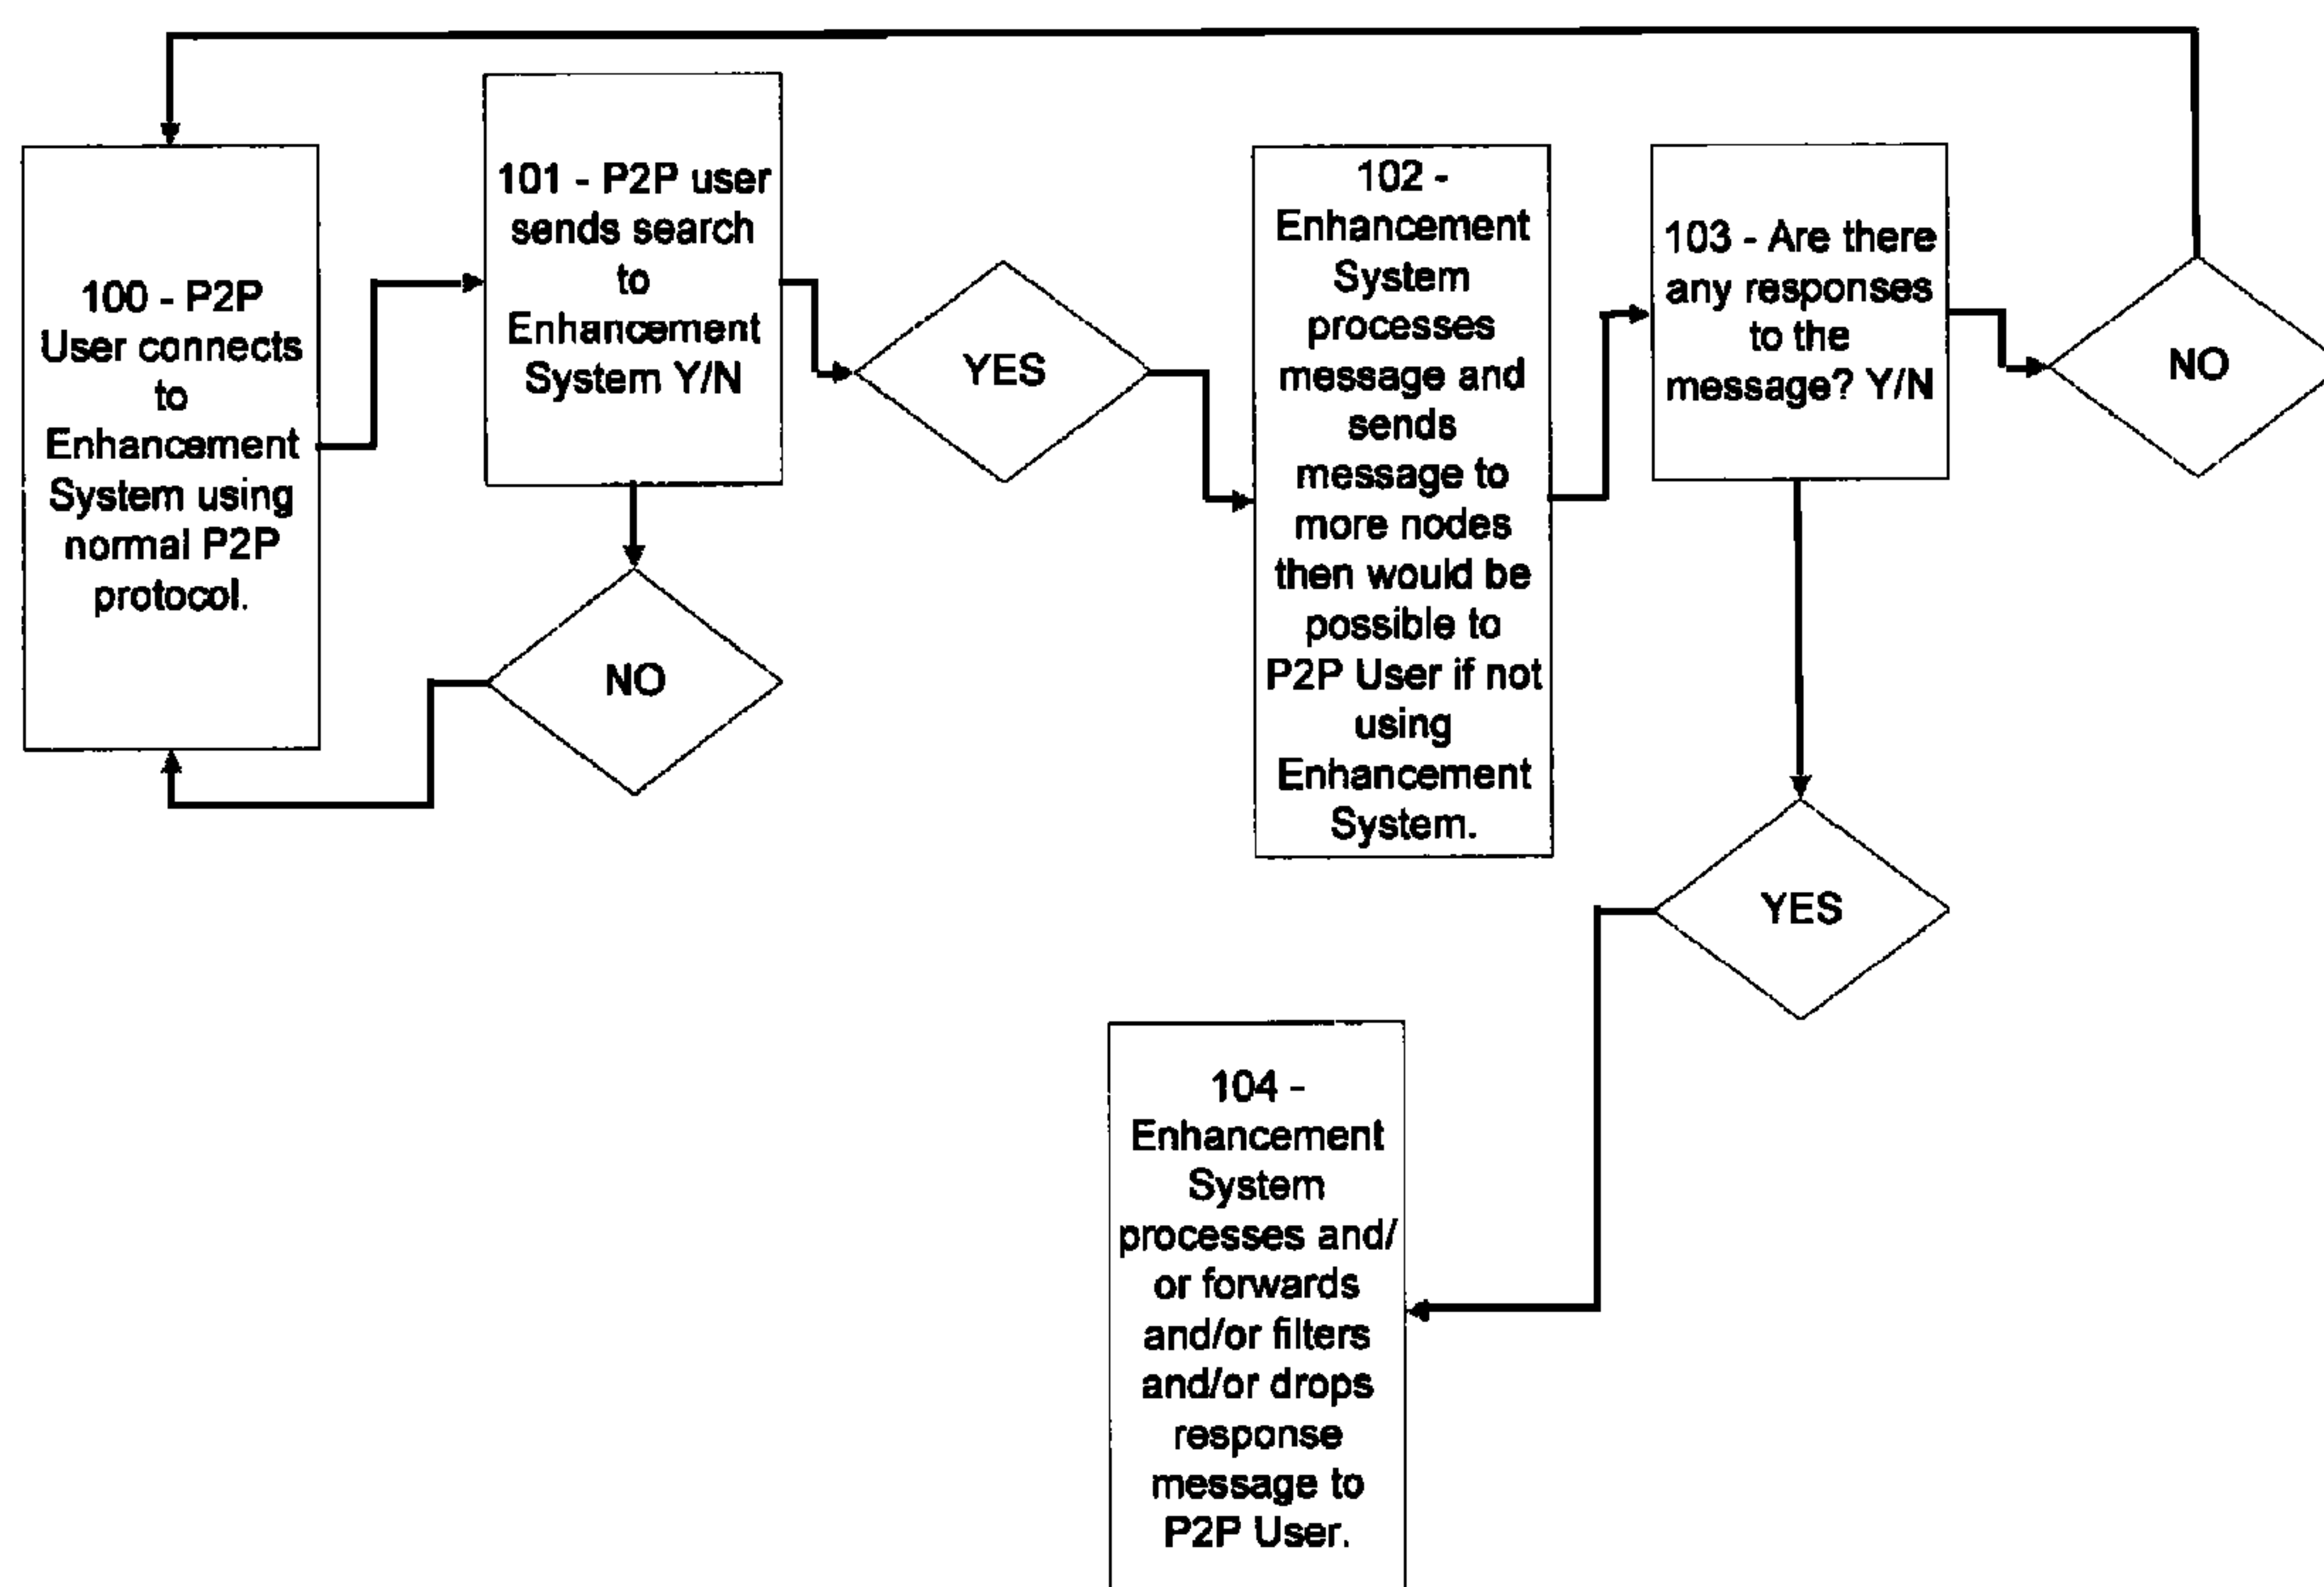 100 - P2P
User connects
to
Enhancement
System using
normal P2P
protocol.
101 - P2P user
sends search
to
Enhancement
System Y/N
NO
YES
102 -
Enhancement
System
processes
message and
sends
message to
more nodes
then would be
possible to
P2P User if not
using
Enhancement
System.
103 - Are there
any responses
to the
message? Y/N
NO
YES
104 -
Enhancement
System
processes and/
or forwards
and/or filters
and/or drops
response
message to
P2P User.